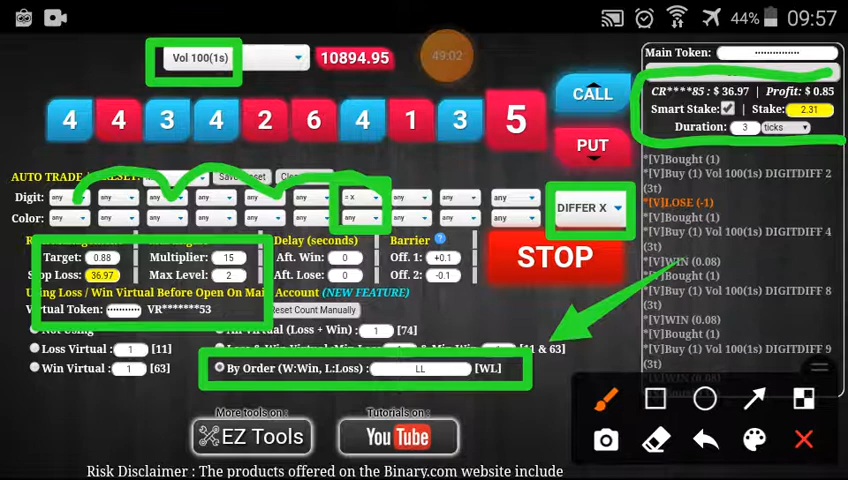 44% 09:57
Vol 100(1s) 10894.95 49:02
4 4 3 4 2 6 4 1 3 5
CALL
PUT
Main Token: ••••••••••••••
CR****85 : $ 36.97 | Profit: $ 0.85
Smart Stake: | Stake: 2.31
Duration: 3 ticks
AUTO TRADE
Digit: any any any any any = X any any any
Color: any any any any any any any any any
DIFFER X
STOP
Delay (seconds) Barrier ?
Target: 0.88 Multiplier: 15 Aft. Win: 0 Off. 1: +0.1
Stop Loss: 36.97 Max Level: 2 Aft. Loss: 0 Off. 2: -0.1
Using Loss / Win Virtual Before Open On Main Account (NEW FEATURE)
Virtual Token: •••••••••• VR*******53 Reset Count Manually
Not Using All Virtual (Loss + Win) : 1 [74]
Loss Virtual : 1 [11] [11 & 63]
Win Virtual : 1 [63] By Order (W:Win, L:Loss) : LL [WL]
*[V]Bought (1)
*[V]Buy (1) Vol 100(1s) DIGITDIFF 2
(3t)
*[V]LOSE (-1)
*[V]Bought (1)
*[V]Buy (1) Vol 100(1s) DIGITDIFF 4
(3t)
*[V]WIN (0.08)
*[V]Bought (1)
*[V]Buy (1) Vol 100(1s) DIGITDIFF 8
(3t)
*[V]WIN (0.08)
*[V]Bought (1)
*[V]Buy (1) Vol 100(1s) DIGITDIFF 9
(3t)
More tools on :
EZ Tools
Tutorials on :
YouTube
Risk Disclaimer : The products offered on the Binary.com website include